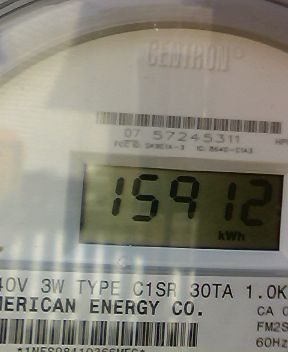 CENTRON®
07 57245311
15912
kWh
40V 3W TYPE C1SR 30TA 1.0K
MERICAN ENERGY CO.
CA
FM2S
60Hz